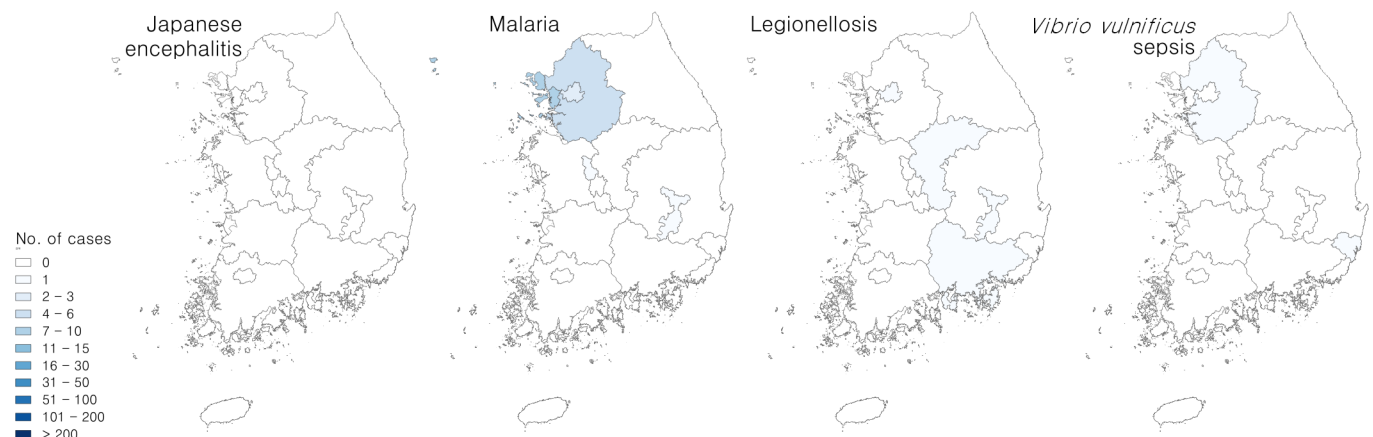 Japanese
encephalitis
Malaria
Legionellosis
Vibrio vulnificus
sepsis
No. of cases
0
1
2 – 3
4 – 6
7 – 10
11 – 15
16 – 30
31 – 50
51 – 100
101 – 200
> 200